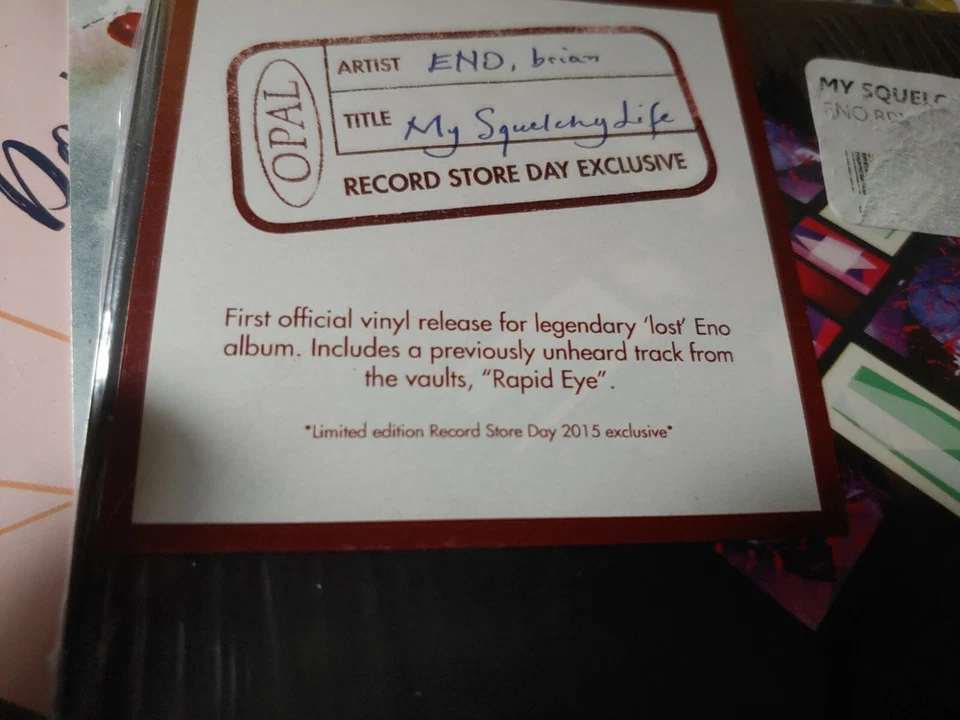 OPAL
ARTIST ENO, brian
TITLE My Squelchy Life
RECORD STORE DAY EXCLUSIVE
First official vinyl release for legendary ‘lost’ Eno
album. Includes a previously unheard track from
the vaults, “Rapid Eye”.
*Limited edition Record Store Day 2015 exclusive*
MY SQUELC